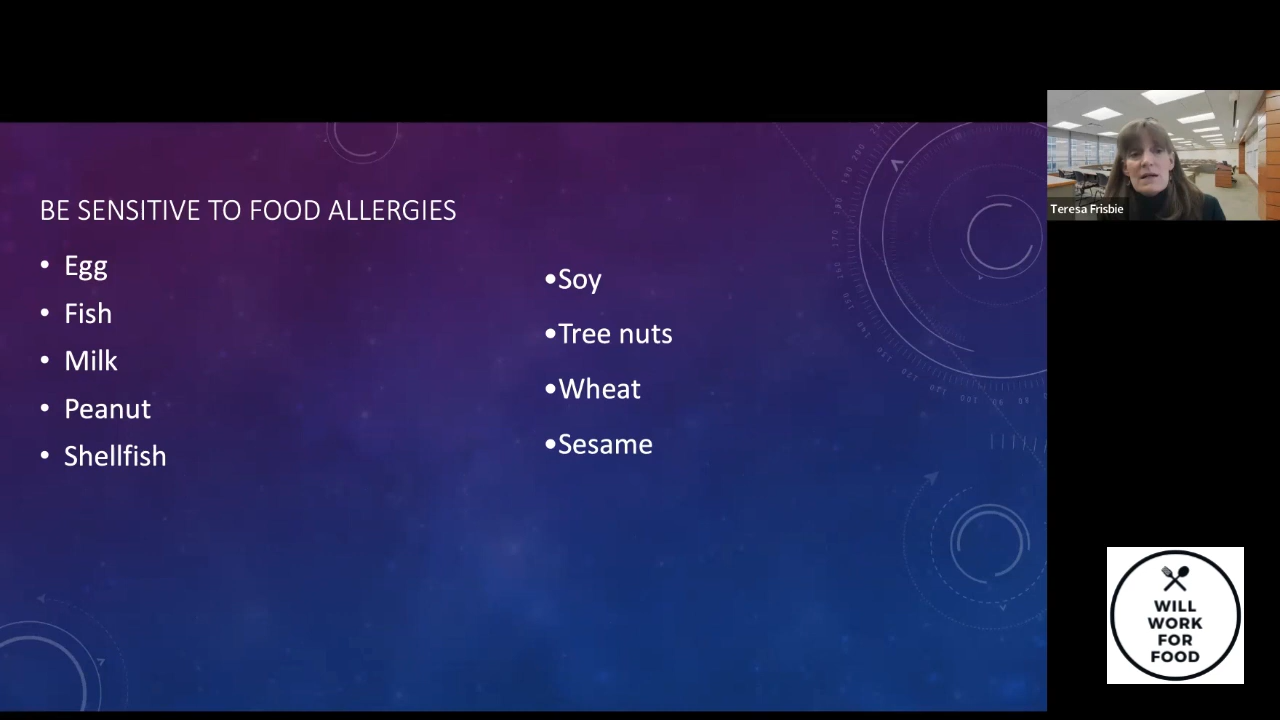 BE SENSITIVE TO FOOD ALLERGIES
• Egg
• Fish
• Milk
• Peanut
• Shellfish
•Soy
•Tree nuts
•Wheat
•Sesame
Teresa Frisbie
WILL
WORK
FOR
FOOD